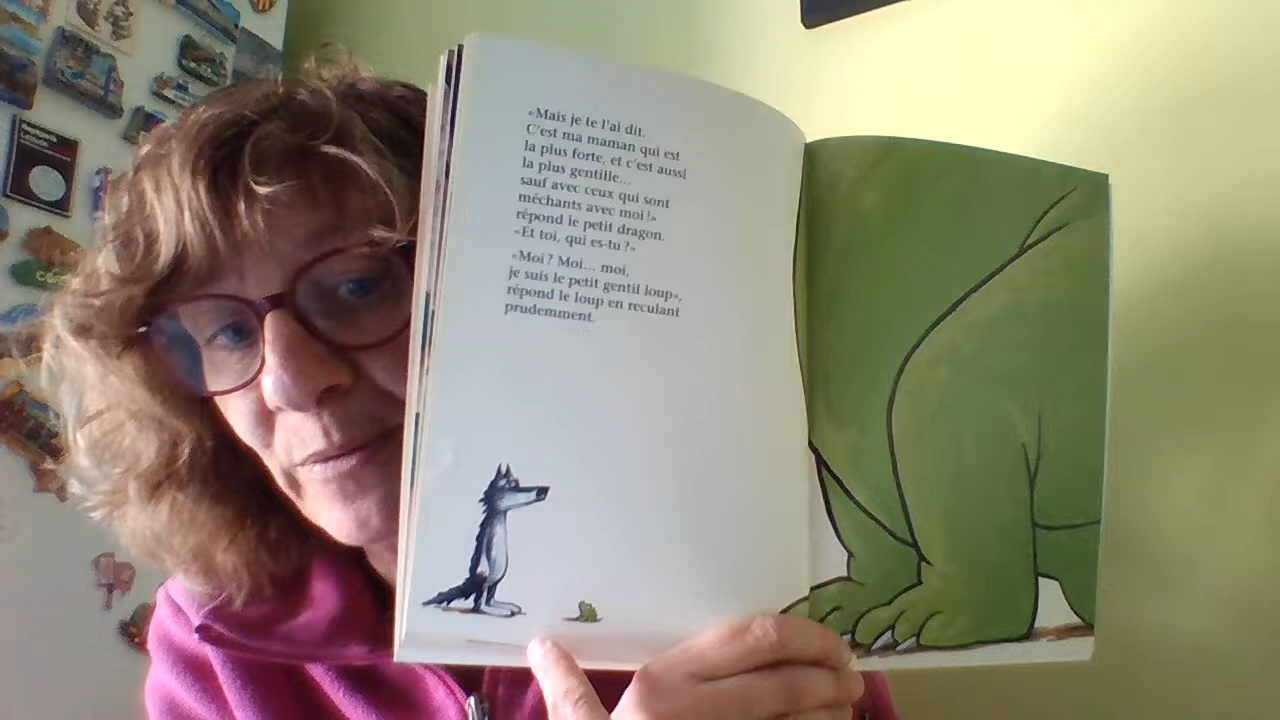 «Mais je te l'ai dit.
C'est ma maman qui est
la plus forte, et c'est aussi
la plus gentille...
sauf avec ceux qui sont
méchants avec moi!»
répond le petit dragon.
«Et toi, qui es-tu?»
«Moi? Moi... moi,
je suis le petit gentil loup»,
répond le loup en reculant
prudemment.